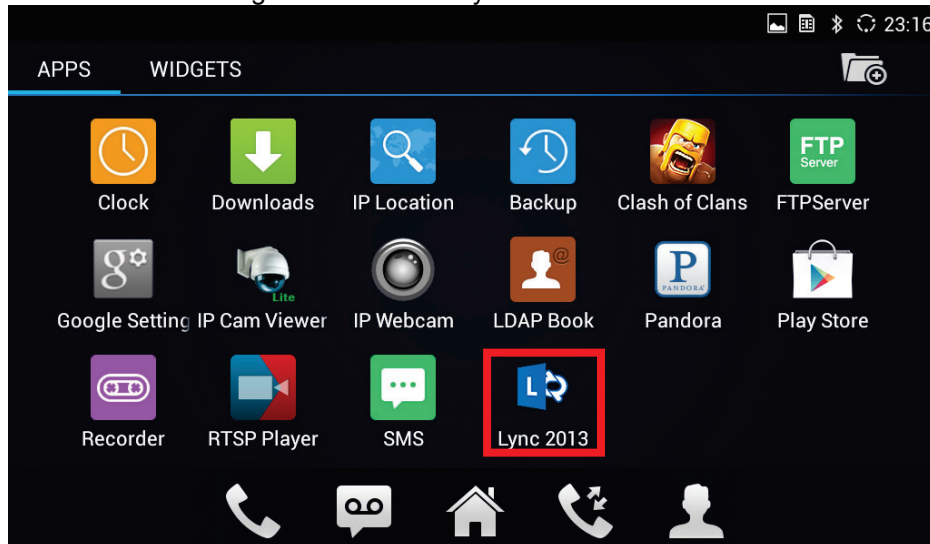 23:16
APPS WIDGETS
FTP
Server
Clock Downloads IP Location Backup Clash of Clans FTPServer
g
@
P
PANDORA
Lite
Google Setting IP Cam Viewer IP Webcam LDAP Book Pandora Play Store
L
Recorder RTSP Player SMS Lync 2013